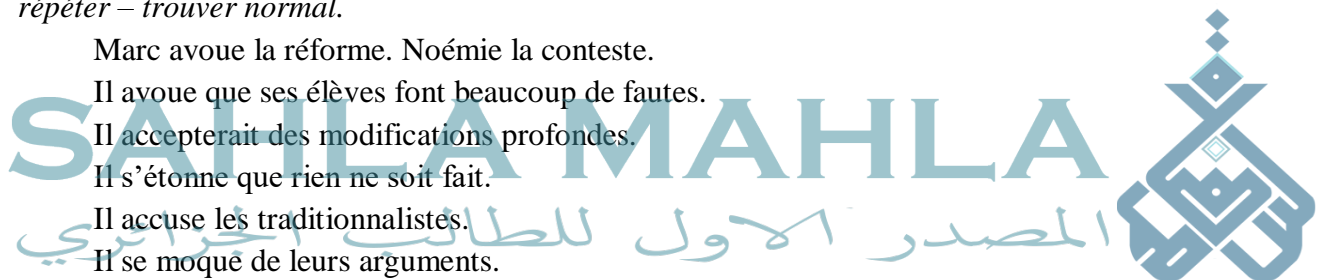 répéter – trouver normal.
Marc avoue la réforme. Noémie la conteste.
Il avoue que ses élèves font beaucoup de fautes.
Il accepterait des modifications profondes.
SAHLA MAHLA
Il s’étonne que rien ne soit fait.
Il accuse les traditionnalistes.
المصدر الاول للطالب الجزائري
Il se moque de leurs arguments.